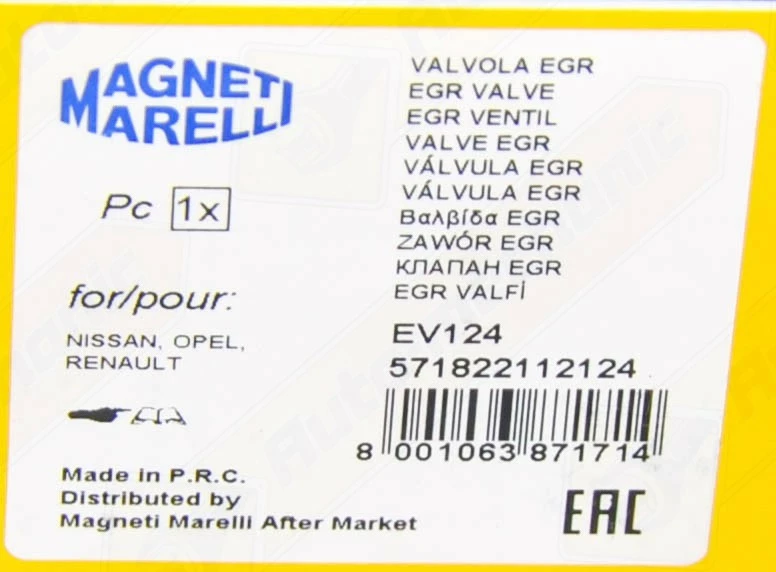 MAGNETI
MARELLI
Pc 1x
for/pour:
NISSAN, OPEL,
RENAULT
Made in P.R.C.
Distributed by
Magneti Marelli After Market
VALVOLA EGR
EGR VALVE
EGR VENTIL
VALVE EGR
VÁLVULA EGR
VÁLVULA EGR
Βαλβίδα EGR
ZAWÓR EGR
КЛАПАН EGR
EGR VALFİ
EV124
571822112124
8 001063 871714
EAC